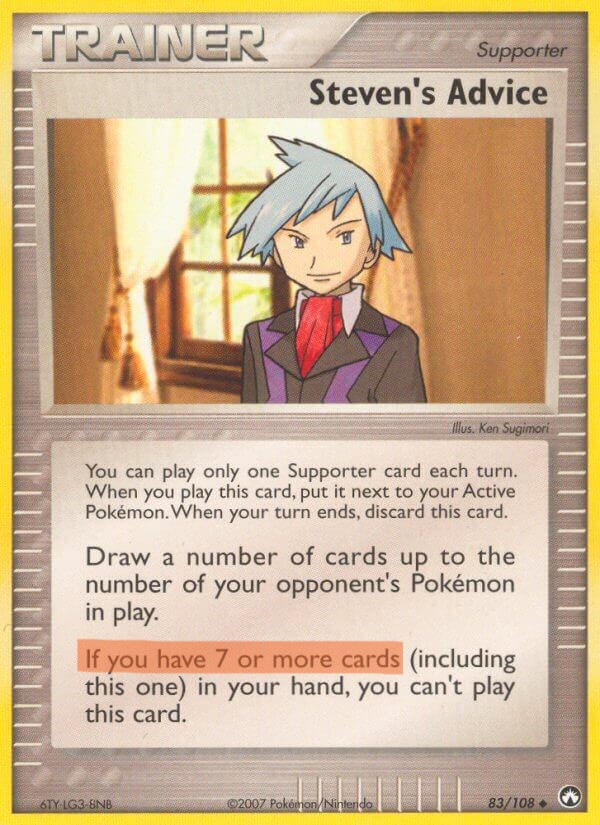 TRAINER
Supporter
Steven's Advice
Illus. Ken Sugimori
You can play only one Supporter card each turn.
When you play this card, put it next to your Active
Pokémon. When your turn ends, discard this card.
Draw a number of cards up to the
number of your opponent's Pokémon
in play.
If you have 7 or more cards (including
this one) in your hand, you can't play
this card.
6TY-LG3-8NB ©2007 Pokémon/Nintendo 83/108